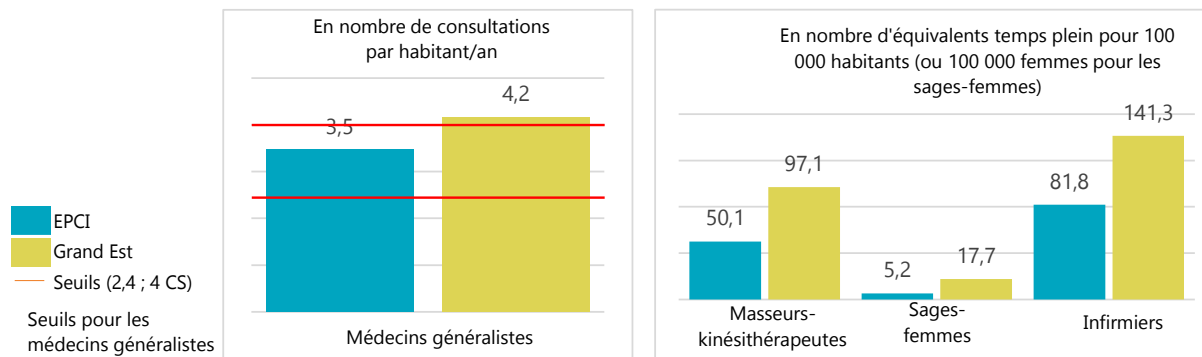 En nombre de consultations
par habitant/an
4,2
3,5
Médecins généralistes
EPCI
Grand Est
Seuils (2,4 ; 4 CS)
Seuils pour les
médecins généralistes
En nombre d'équivalents temps plein pour 100
000 habitants (ou 100 000 femmes pour les
sages-femmes)
50,1
97,1
5,2
17,7
81,8
141,3
Masseurs-
kinésithérapeutes
Sages-
femmes
Infirmiers